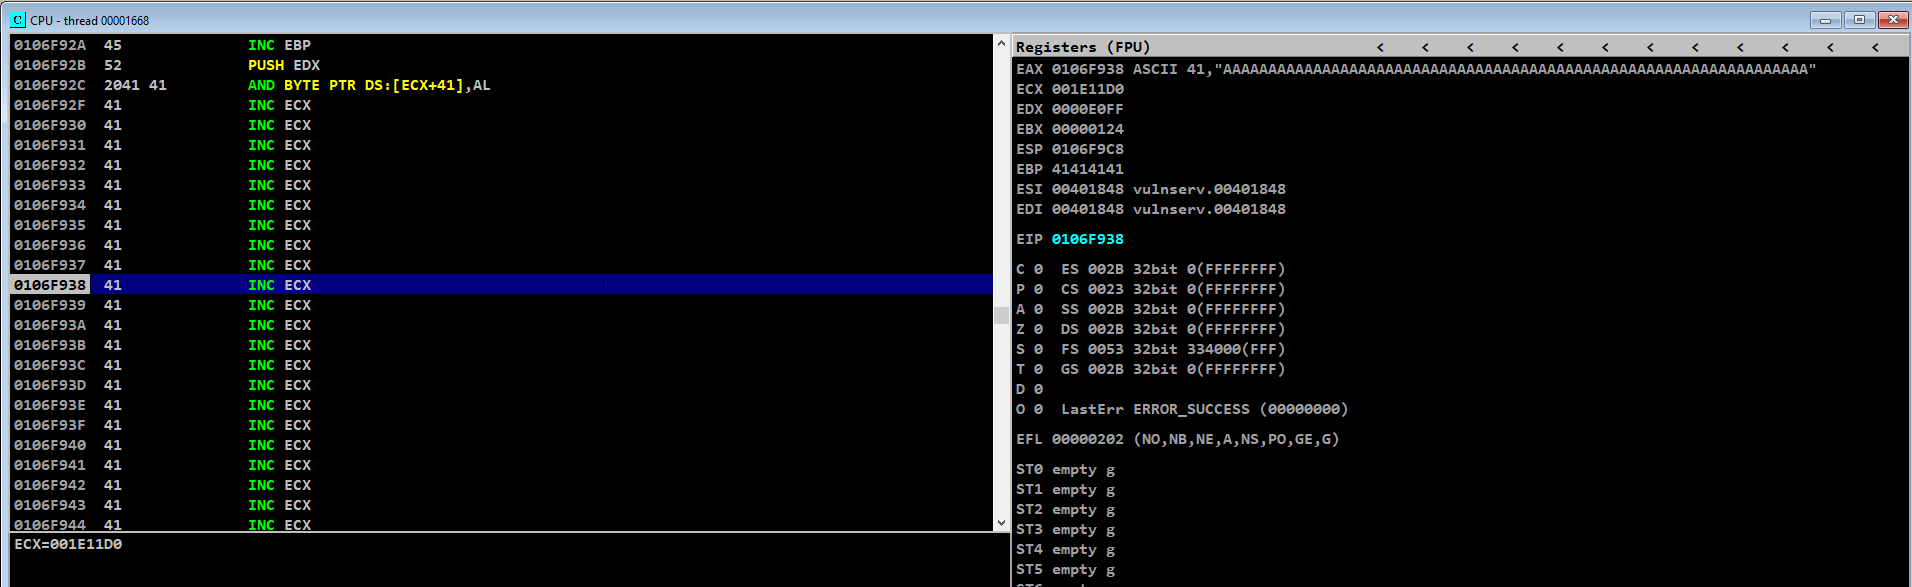 CPU - thread 00001668
0106F92A 45 INC EBP
0106F92B 52 PUSH EDX
0106F92C 2041 41 AND BYTE PTR DS:[ECX+41],AL
0106F92F 41 INC ECX
0106F930 41 INC ECX
0106F931 41 INC ECX
0106F932 41 INC ECX
0106F933 41 INC ECX
0106F934 41 INC ECX
0106F935 41 INC ECX
0106F936 41 INC ECX
0106F937 41 INC ECX
0106F938 41 INC ECX
0106F939 41 INC ECX
0106F93A 41 INC ECX
0106F93B 41 INC ECX
0106F93C 41 INC ECX
0106F93D 41 INC ECX
0106F93E 41 INC ECX
0106F93F 41 INC ECX
0106F940 41 INC ECX
0106F941 41 INC ECX
0106F942 41 INC ECX
0106F943 41 INC ECX
0106F944 41 INC ECX
ECX=001E11D0
Registers (FPU) < < < < < < < < < < < <
EAX 0106F938 ASCII 41,"AAAAAAAAAAAAAAAAAAAAAAAAAAAAAAAAAAAAAAAAAAAAAAAAAAAAAAAAAAAAAAAAA"
ECX 001E11D0
EDX 0000E0FF
EBX 00000124
ESP 0106F9C8
EBP 41414141
ESI 00401848 vulnserv.00401848
EDI 00401848 vulnserv.00401848
EIP 0106F938
C 0 ES 002B 32bit 0(FFFFFFFF)
P 0 CS 0023 32bit 0(FFFFFFFF)
A 0 SS 002B 32bit 0(FFFFFFFF)
Z 0 DS 002B 32bit 0(FFFFFFFF)
S 0 FS 0053 32bit 334000(FFF)
T 0 GS 002B 32bit 0(FFFFFFFF)
D 0
O 0 LastErr ERROR_SUCCESS (00000000)
EFL 00000202 (NO,NB,NE,A,NS,PO,GE,G)
ST0 empty g
ST1 empty g
ST2 empty g
ST3 empty g
ST4 empty g
ST5 empty g